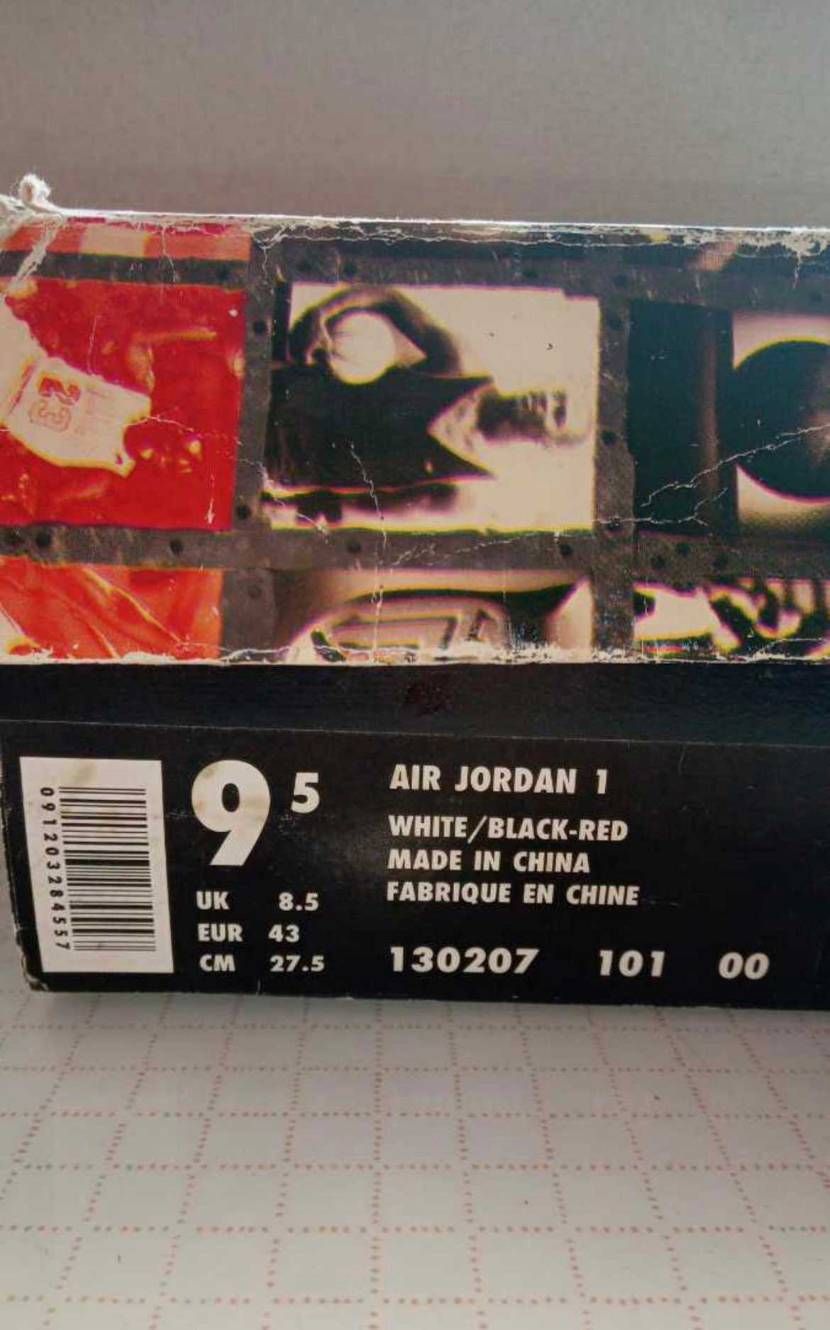 23
091203284557
9 5
UK 8.5
EUR 43
CM 27.5
AIR JORDAN 1
WHITE/BLACK-RED
MADE IN CHINA
FABRIQUE EN CHINE
130207 101 00